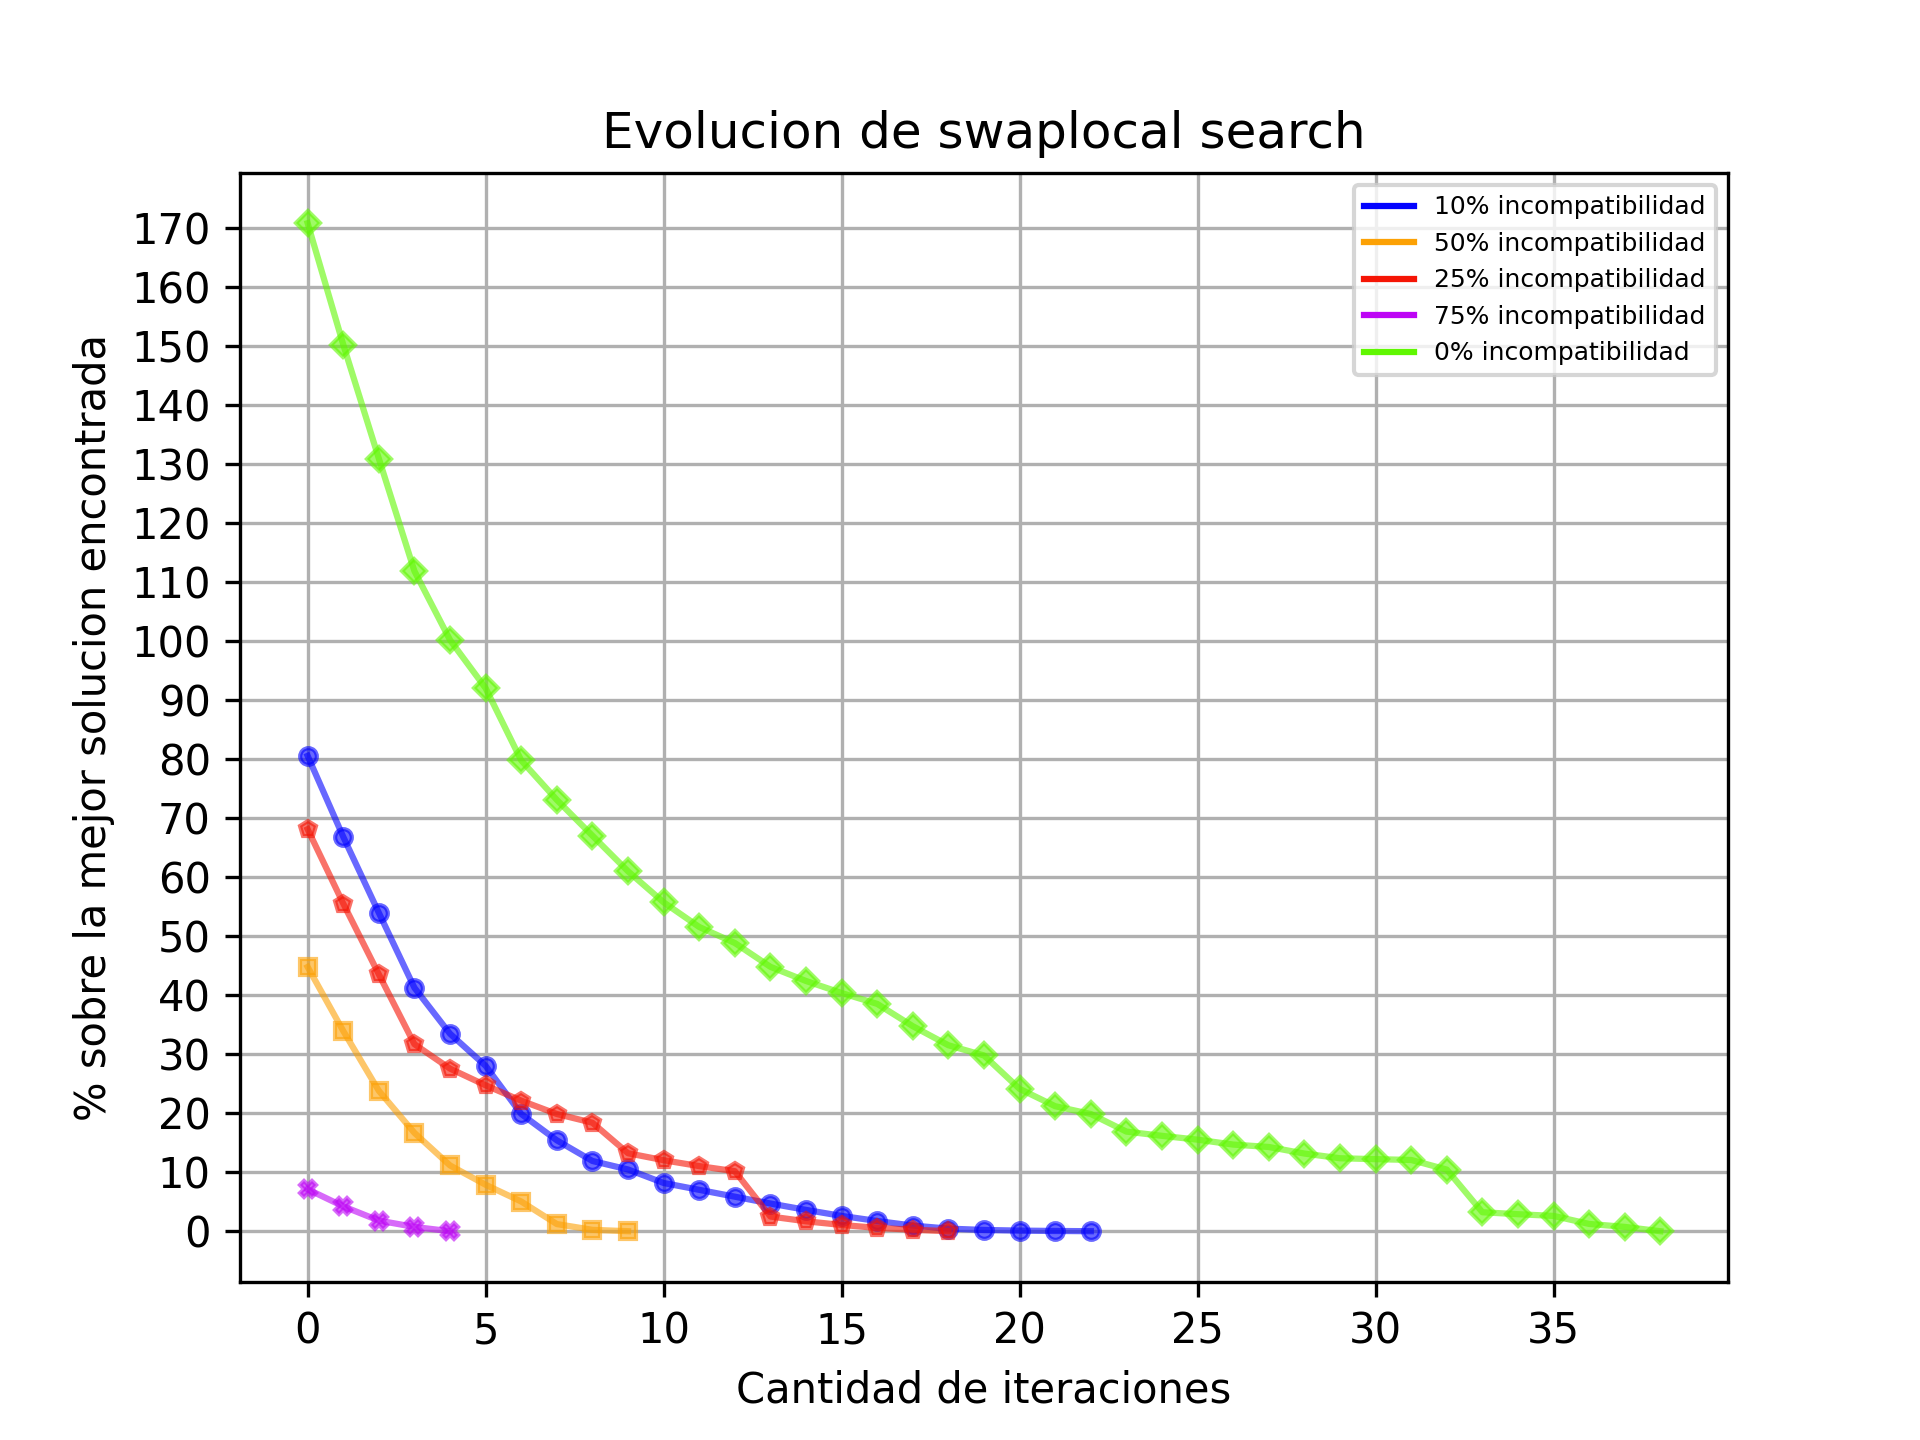 Evolucion de swaplocal search
10% incompatibilidad
50% incompatibilidad
25% incompatibilidad
75% incompatibilidad
0% incompatibilidad
% sobre la mejor solucion encontrada
170
160
150
140
130
120
110
100
90
80
70
60
50
40
30
20
10
0
0 5 10 15 20 25 30 35
Cantidad de iteraciones